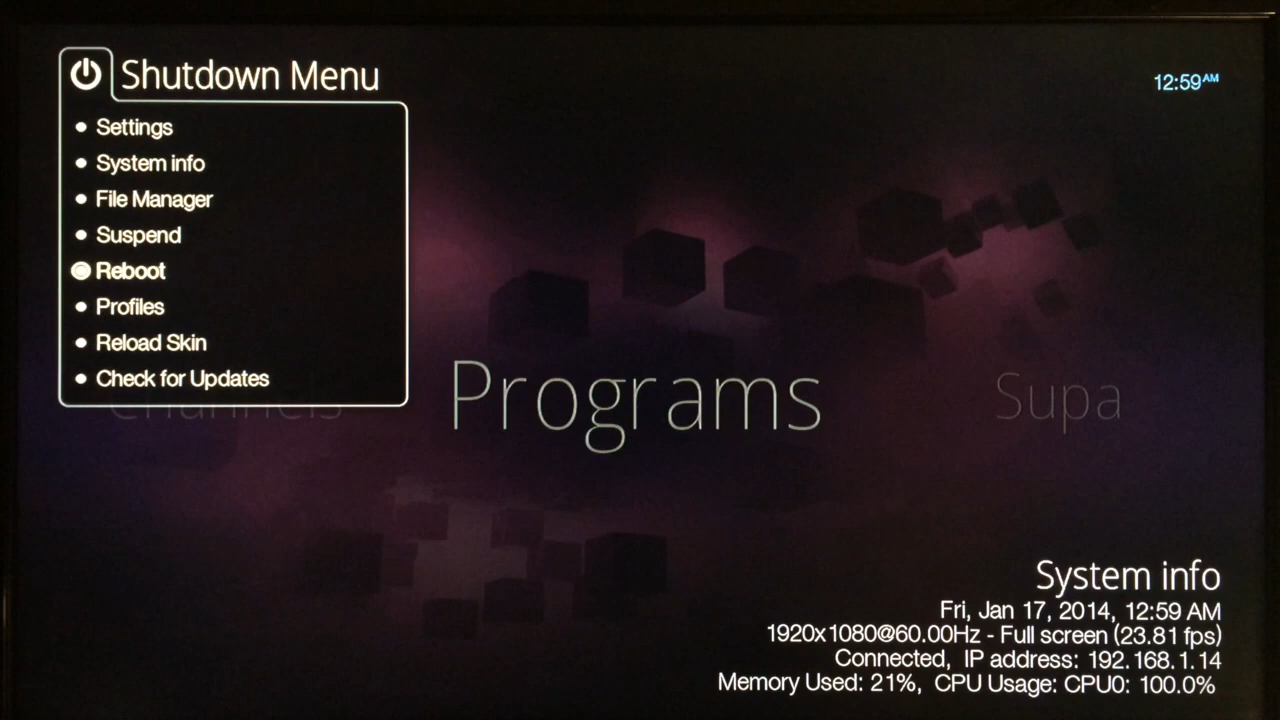 Shutdown Menu
12:59AM
Settings
System info
File Manager
Suspend
Reboot
Profiles
Reload Skin
Check for Updates
Channels
Programs
Supa
System info
Fri, Jan 17, 2014, 12:59 AM
1920x1080@60.00Hz - Full screen (23.81 fps)
Connected, IP address: 192.168.1.14
Memory Used: 21%, CPU Usage: CPU0: 100.0%